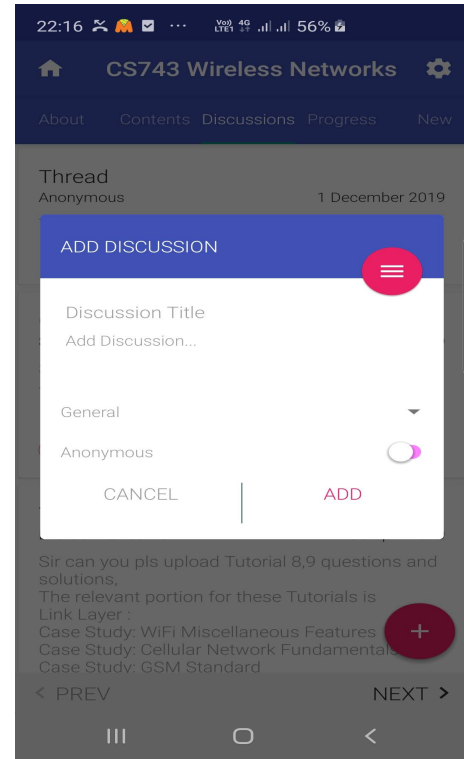 22:16 ··· Vo)) LTE1 4G 56%
CS743 Wireless Networks
About Contents Discussions Progress New
Thread
Anonymous 1 December 2019
ADD DISCUSSION
Discussion Title
Add Discussion...
General
Anonymous
CANCEL ADD
Sir can you pls upload Tutorial 8,9 questions and
solutions,
The relevant portion for these Tutorials is
Link Layer :
Case Study: WiFi Miscellaneous Features
Case Study: Cellular Network Fundamentals
Case Study: GSM Standard
< PREV NEXT >